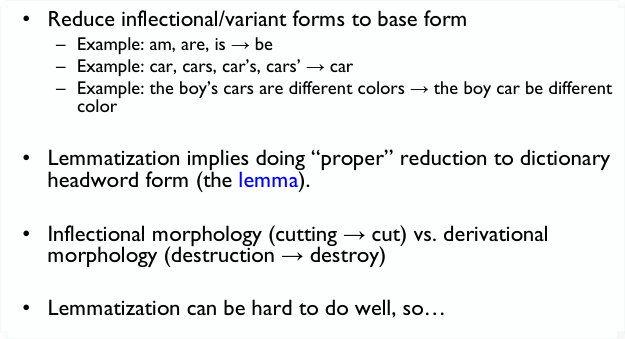 • Reduce inflectional/variant forms to base form
– Example: am, are, is → be
– Example: car, cars, car’s, cars’ → car
– Example: the boy’s cars are different colors → the boy car be different
color
• Lemmatization implies doing “proper” reduction to dictionary
headword form (the lemma).
• Inflectional morphology (cutting → cut) vs. derivational
morphology (destruction → destroy)
• Lemmatization can be hard to do well, so…